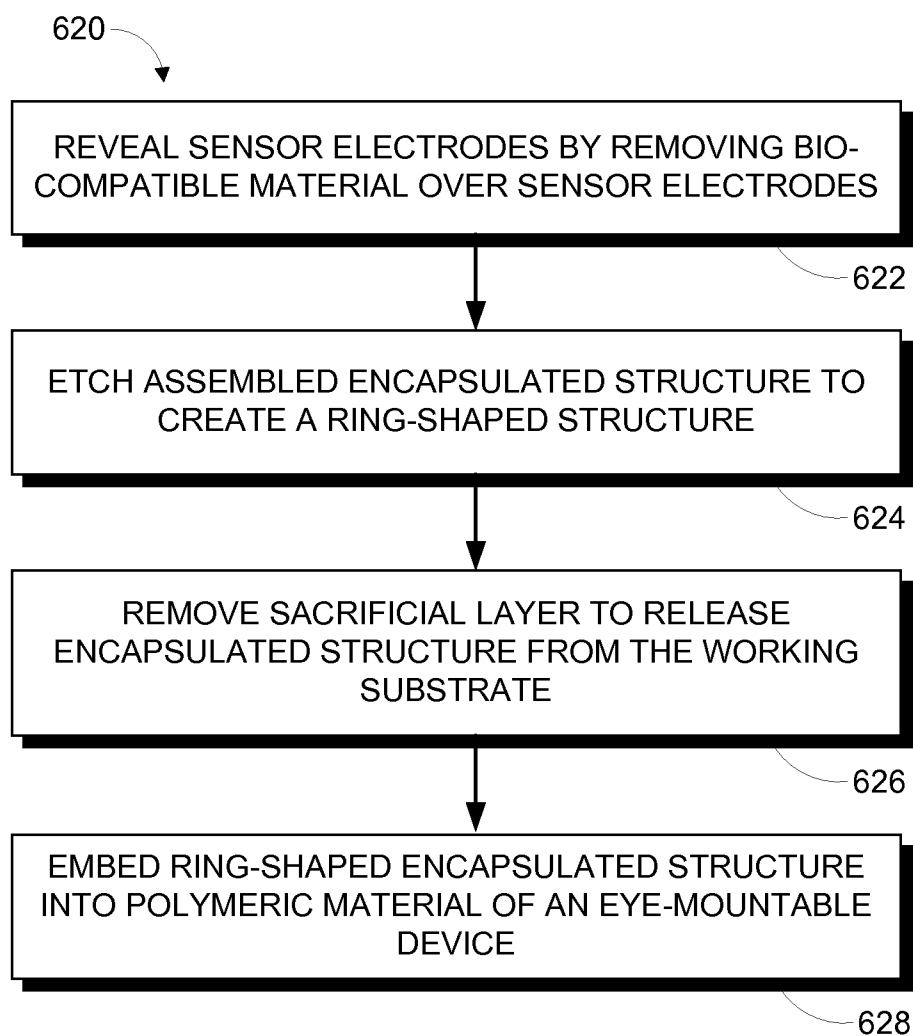 620
REVEAL SENSOR ELECTRODES BY REMOVING BIO-
COMPATIBLE MATERIAL OVER SENSOR ELECTRODES
622
ETCH ASSEMBLED ENCAPSULATED STRUCTURE TO
CREATE A RING-SHAPED STRUCTURE
624
REMOVE SACRIFICIAL LAYER TO RELEASE
ENCAPSULATED STRUCTURE FROM THE WORKING
SUBSTRATE
626
EMBED RING-SHAPED ENCAPSULATED STRUCTURE
INTO POLYMERIC MATERIAL OF AN EYE-MOUNTABLE
DEVICE
628